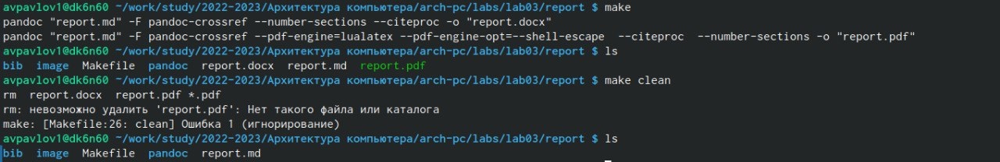 avpavlov1@dk6n60 ~/work/study/2022-2023/Архитектура компьютера/arch-pc/labs/lab03/report $ make
pandoc "report.md" -F pandoc-crossref --number-sections --citeproc -o "report.docx"
pandoc "report.md" -F pandoc-crossref --pdf-engine=lualatex --pdf-engine-opt=--shell-escape  --citeproc  --number-sections -o "report.pdf"
avpavlov1@dk6n60 ~/work/study/2022-2023/Архитектура компьютера/arch-pc/labs/lab03/report $ ls
bib  image  Makefile  pandoc  report.docx  report.md  report.pdf
avpavlov1@dk6n60 ~/work/study/2022-2023/Архитектура компьютера/arch-pc/labs/lab03/report $ make clean
rm  report.docx  report.pdf *.pdf
rm: невозможно удалить 'report.pdf': Нет такого файла или каталога
make: [Makefile:26: clean] Ошибка 1 (игнорирование)
avpavlov1@dk6n60 ~/work/study/2022-2023/Архитектура компьютера/arch-pc/labs/lab03/report $ ls
bib  image  Makefile  pandoc  report.md